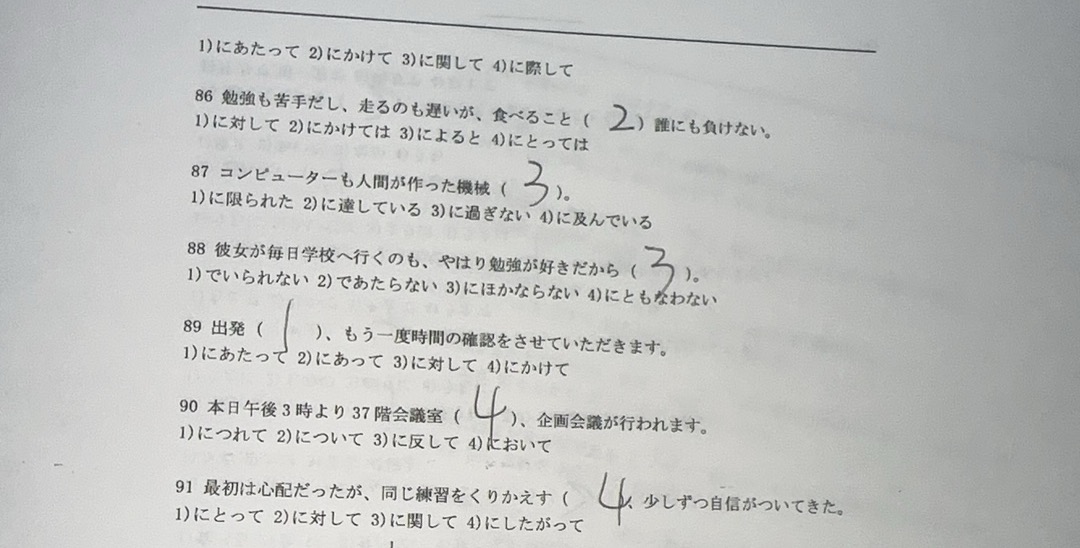 1)にあたって 2)にかけて 3)に関して 4)に際して
86 勉強も苦手だし、走るのも遅いが、食べること ( 2 ) 誰にも負けない。
1)に対して 2)にかけては 3)によると 4)にとっては
87 コンピューターも人間が作った機械 ( 3 )。
1)に限られた 2)に達している 3)に過ぎない 4)に及んでいる
88 彼女が毎日学校へ行くのも、やはり勉強が好きだから ( 3 )。
1)でいられない 2)であたらない 3)にほかならない 4)にともなわない
89 出発 ( 1 )、もう一度時間の確認をさせていただきます。
1)にあたって 2)にあって 3)に対して 4)にかけて
90 本日午後3時より37階会議室 ( 4 )、企画会議が行われます。
1)につれて 2)について 3)に反して 4)において
91 最初は心配だったが、同じ練習をくりかえす ( 4 、少しずつ自信がついてきた。
1)にとって 2)に対して 3)に関して 4)にしたがって